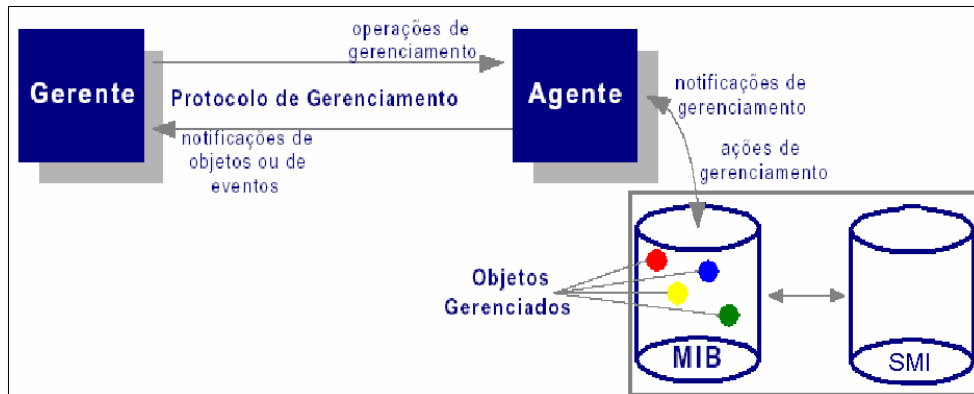 operações de
gerenciamento
Gerente
Protocolo de Gerenciamento
Agente
notificações de
objetos ou de
eventos
notificações de
gerenciamento
ações de
gerenciamento
Objetos
Gerenciados
MIB
SMI